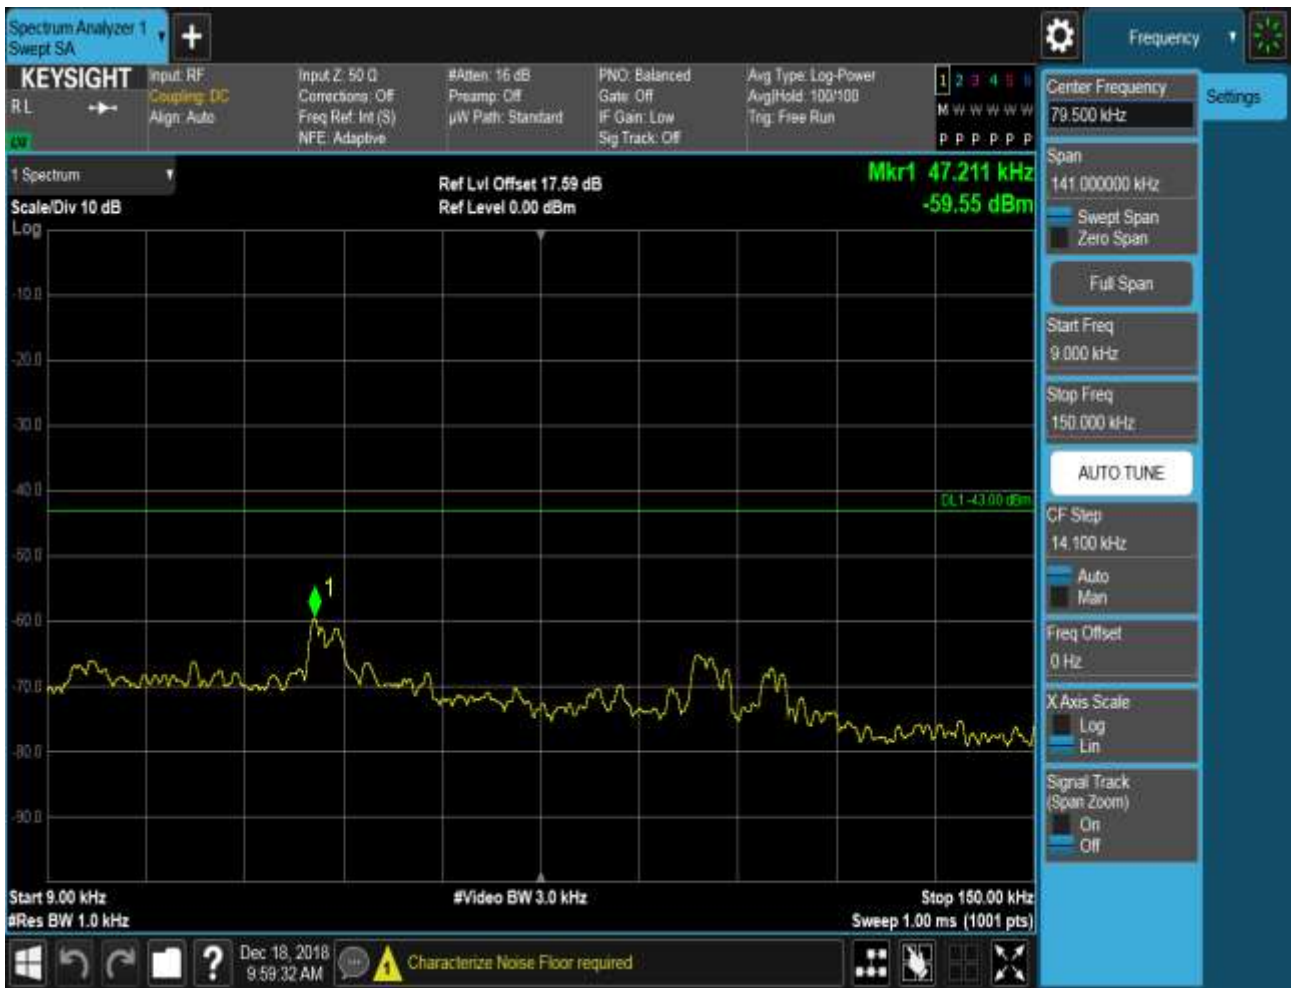 Spectrum Analyzer 1
Swept SA
Frequency
KEYSIGHT
R L
Input: RF
Coupling: DC
Align: Auto
Input Z: 50 Ω
Corrections: Off
Freq Ref: Int (S)
NFE: Adaptive
#Atten: 16 dB
Preamp: Off
µW Path: Standard
PNO: Balanced
Gate: Off
IF Gain: Low
Sig Track: Off
Avg Type: Log-Power
Avg|Hold: 100/100
Trig: Free Run
1 2 3 4 5 6
M W W W W W
P P P P P P
1 Spectrum
Scale/Div 10 dB
Log
Ref Lvl Offset 17.59 dB
Ref Level 0.00 dBm
Mkr1 47.211 kHz
-59.55 dBm
-10.0
-20.0
-30.0
-40.0
DL1 -43.00 dBm
-50.0
1
-60.0
-70.0
-80.0
-90.0
Start 9.00 kHz
#Video BW 3.0 kHz
Stop 150.00 kHz
#Res BW 1.0 kHz
Sweep 1.00 ms (1001 pts)
Center Frequency
79.500 kHz
Settings
Span
141.000000 kHz
Swept Span
Zero Span
Full Span
Start Freq
9.000 kHz
Stop Freq
150.000 kHz
AUTO TUNE
CF Step
14.100 kHz
Auto
Man
Freq Offset
0 Hz
X Axis Scale
Log
Lin
Signal Track
(Span Zoom)
On
Off
?
Dec 18, 2018
9:59:32 AM
1
Characterize Noise Floor required